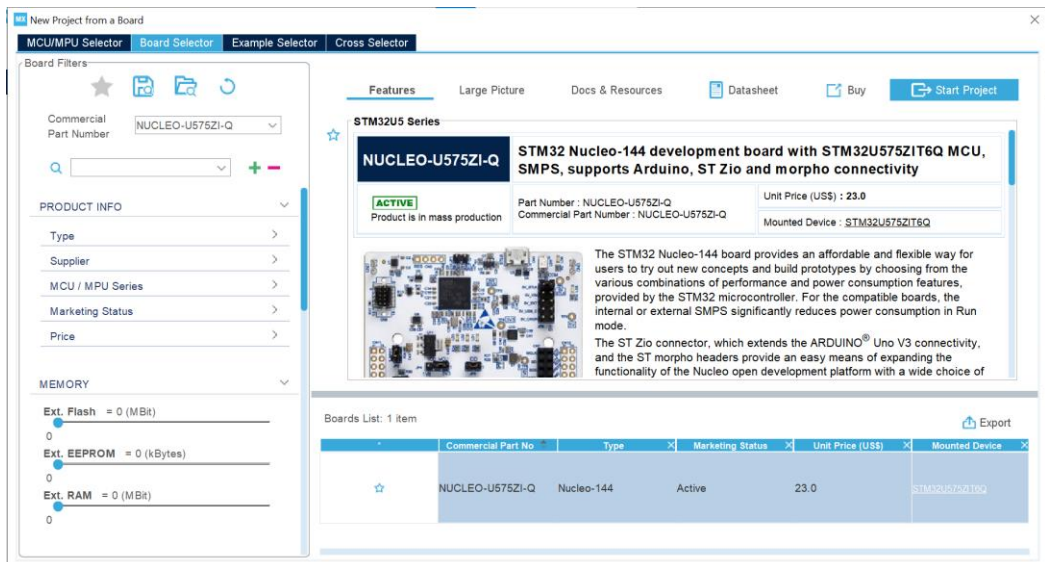 MX New Project from a Board
MCU/MPU Selector Board Selector Example Selector Cross Selector
Board Filters
Commercial
Part Number
NUCLEO-U575ZI-Q
PRODUCT INFO
Type
Supplier
MCU / MPU Series
Marketing Status
Price
MEMORY
Ext. Flash = 0 (MBit)
0
Ext. EEPROM = 0 (kBytes)
0
Ext. RAM = 0 (MBit)
0
Features Large Picture Docs & Resources Datasheet Buy Start Project
STM32U5 Series
NUCLEO-U575ZI-Q
STM32 Nucleo-144 development board with STM32U575ZIT6Q MCU,
SMPS, supports Arduino, ST Zio and morpho connectivity
ACTIVE
Product is in mass production
Part Number : NUCLEO-U575ZI-Q
Commercial Part Number : NUCLEO-U575ZI-Q
Unit Price (US$) : 23.0
Mounted Device : STM32U575ZIT6Q
The STM32 Nucleo-144 board provides an affordable and flexible way for
users to try out new concepts and build prototypes by choosing from the
various combinations of performance and power consumption features,
provided by the STM32 microcontroller. For the compatible boards, the
internal or external SMPS significantly reduces power consumption in Run
mode.
The ST Zio connector, which extends the ARDUINO® Uno V3 connectivity,
and the ST morpho headers provide an easy means of expanding the
functionality of the Nucleo open development platform with a wide choice of
Boards List: 1 item
Export
* Commercial Part No Type Marketing Status Unit Price (US$) Mounted Device
NUCLEO-U575ZI-Q Nucleo-144 Active 23.0 STM32U575ZIT6Q